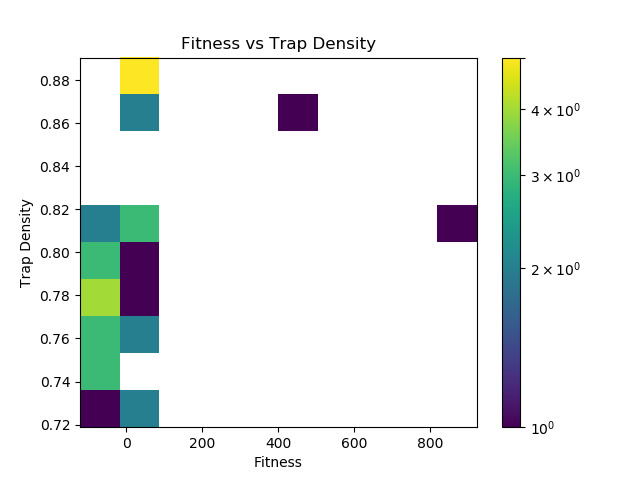 Fitness vs Trap Density
0.88
0.86
0.84
0.82
0.80
0.78
0.76
0.74
0.72
Trap Density
0 200 400 600 800
Fitness
4 × 10⁰
3 × 10⁰
2 × 10⁰
10⁰